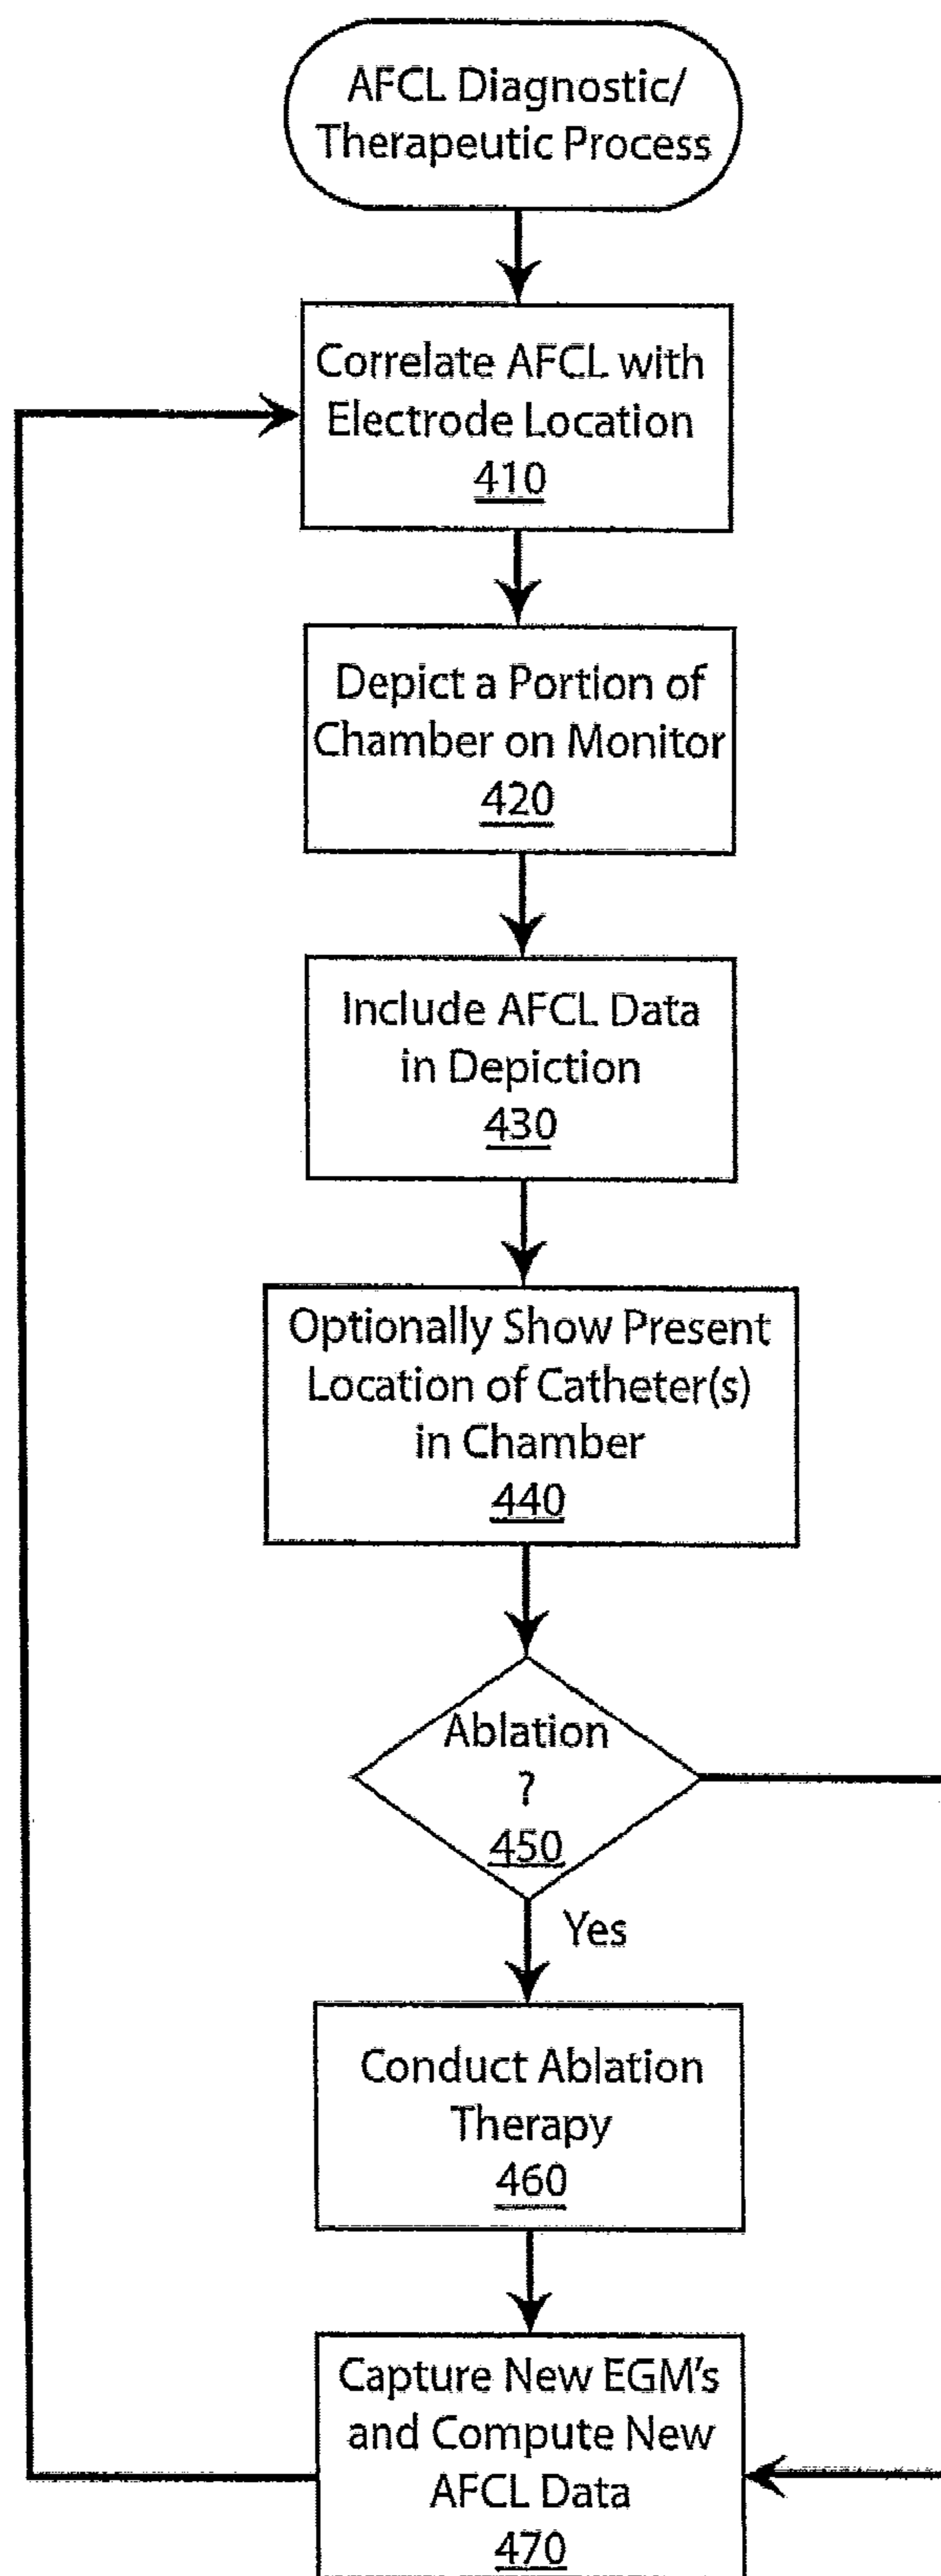 AFCL Diagnostic/
Therapeutic Process
Correlate AFCL with
Electrode Location
410
Depict a Portion of
Chamber on Monitor
420
Include AFCL Data
in Depiction
430
Optionally Show Present
Location of Catheter(s)
in Chamber
440
Ablation
?
450
Yes
Conduct Ablation
Therapy
460
Capture New EGM's
and Compute New
AFCL Data
470